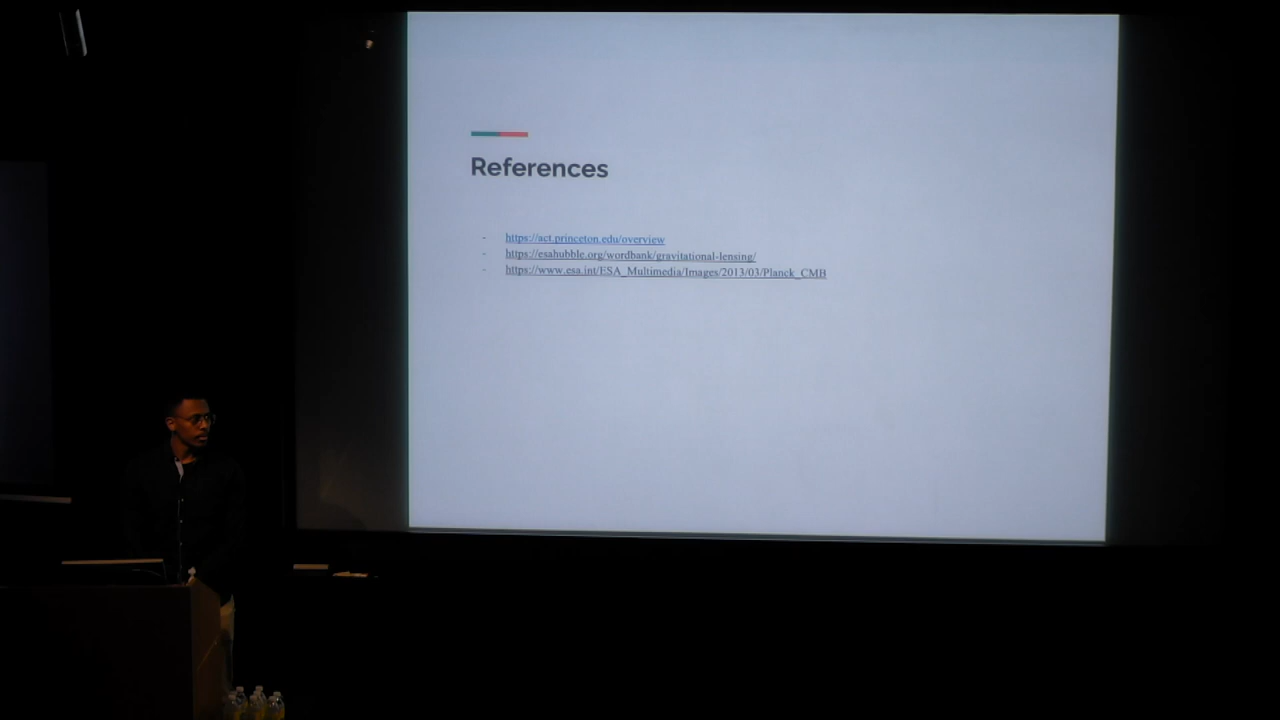 References
- https://act.princeton.edu/overview
- https://esahubble.org/wordbank/gravitational-lensing/
- https://www.esa.int/ESA_Multimedia/Images/2013/03/Planck_CMB